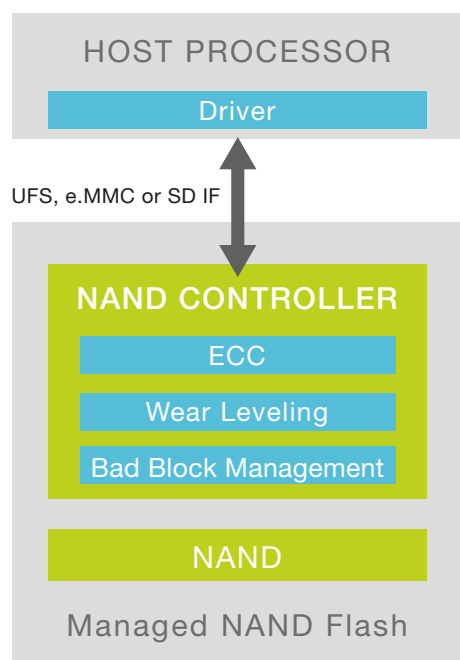 HOST PROCESSOR
Driver
UFS, e.MMC or SD IF
NAND CONTROLLER
ECC
Wear Leveling
Bad Block Management
NAND
Managed NAND Flash